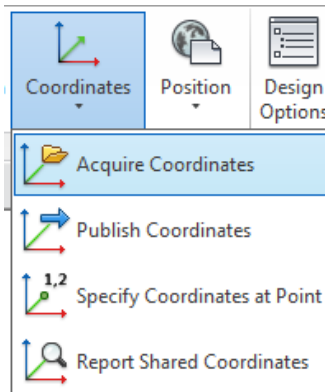 Coordinates
Position
Design
Options
Acquire Coordinates
Publish Coordinates
1,2
Specify Coordinates at Point
Report Shared Coordinates